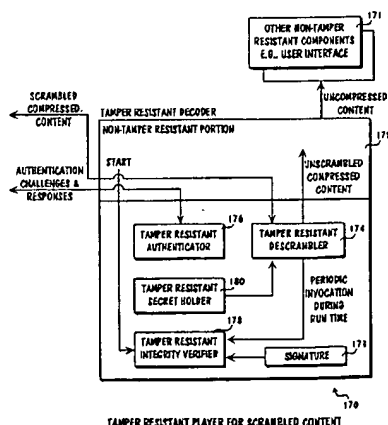 171
OTHER NON-TAMPER
RESISTANT COMPONENTS
E.G., USER INTERFACE
SCRAMBLED
COMPRESSED.
CONTENT
UNCOMPRESSED
CONTENT
TAMPER RESISTANT DECODER
NON-TAMPER RESISTANT PORTION
START
UNSCRAMBLED
COMPRESSED
CONTENT
AUTHENTICATION
CHALLENGES &
RESPONSES
176
TAMPER RESISTANT
AUTHENTICATOR
TAMPER RESISTANT
DESCRAMBLER
174
180
TAMPER RESISTANT
SECRET HOLDER
PERIODIC
INVOCATION
DURING
RUN TIME
178
TAMPER RESISTANT
INTEGRITY VERIFIER
SIGNATURE
170
TAMPER RESISTANT PLAYER FOR SCRAMBLED CONTENT